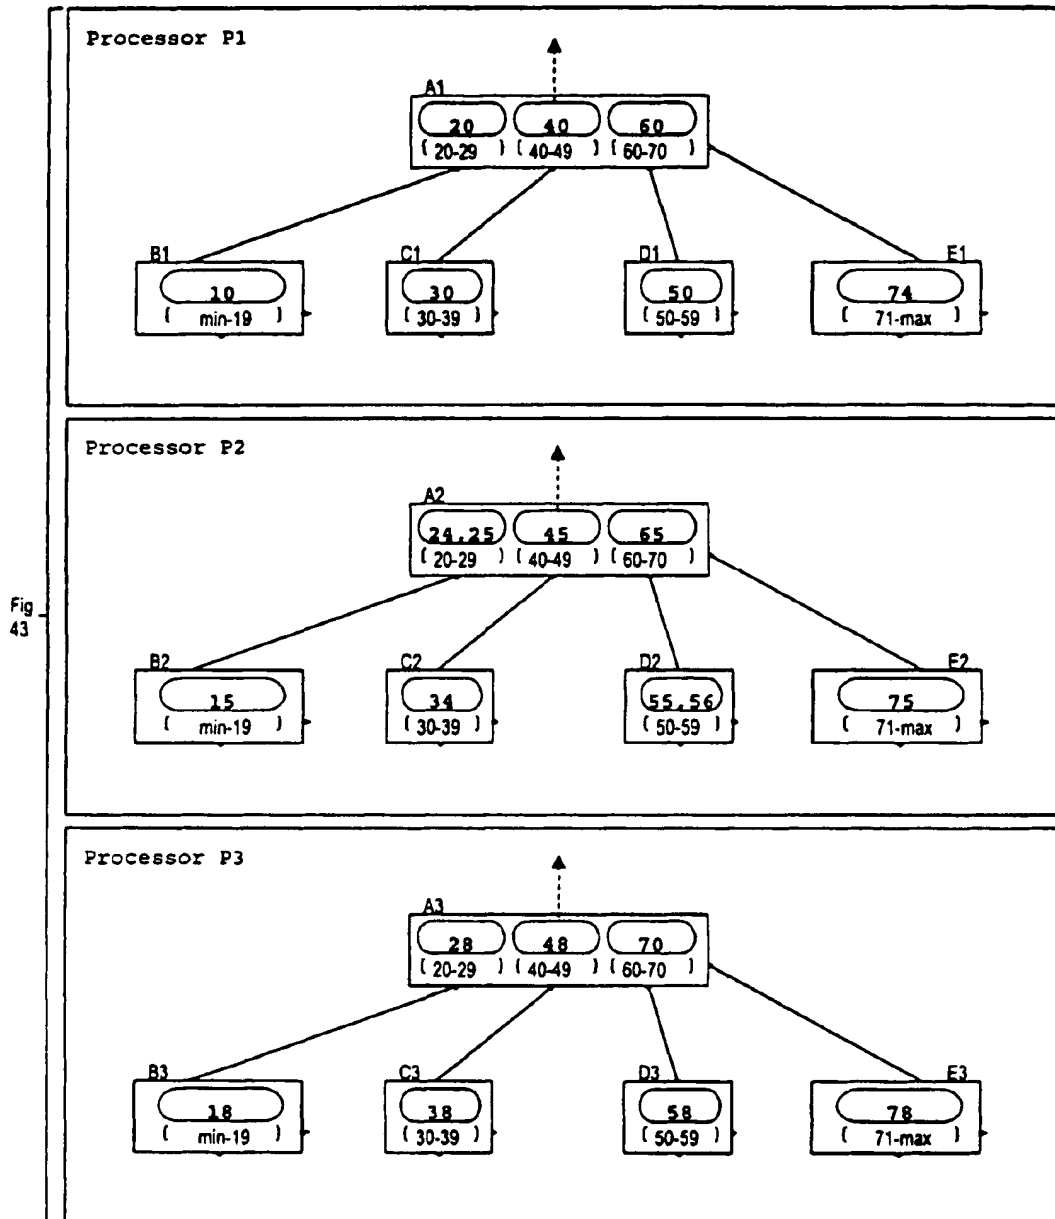 Processor P1
A1
20 40 60
( 20-29 ) ( 40-49 ) ( 60-70 )
B1 C1 D1 E1
10 30 50 74
( min-19 ) ( 30-39 ) ( 50-59 ) ( 71-max )
Processor P2
A2
24,25 45 65
( 20-29 ) ( 40-49 ) ( 60-70 )
Fig
43
B2 C2 D2 E2
15 34 55,56 75
( min-19 ) ( 30-39 ) ( 50-59 ) ( 71-max )
Processor P3
A3
28 48 70
( 20-29 ) ( 40-49 ) ( 60-70 )
B3 C3 D3 E3
18 38 58 78
( min-19 ) ( 30-39 ) ( 50-59 ) ( 71-max )